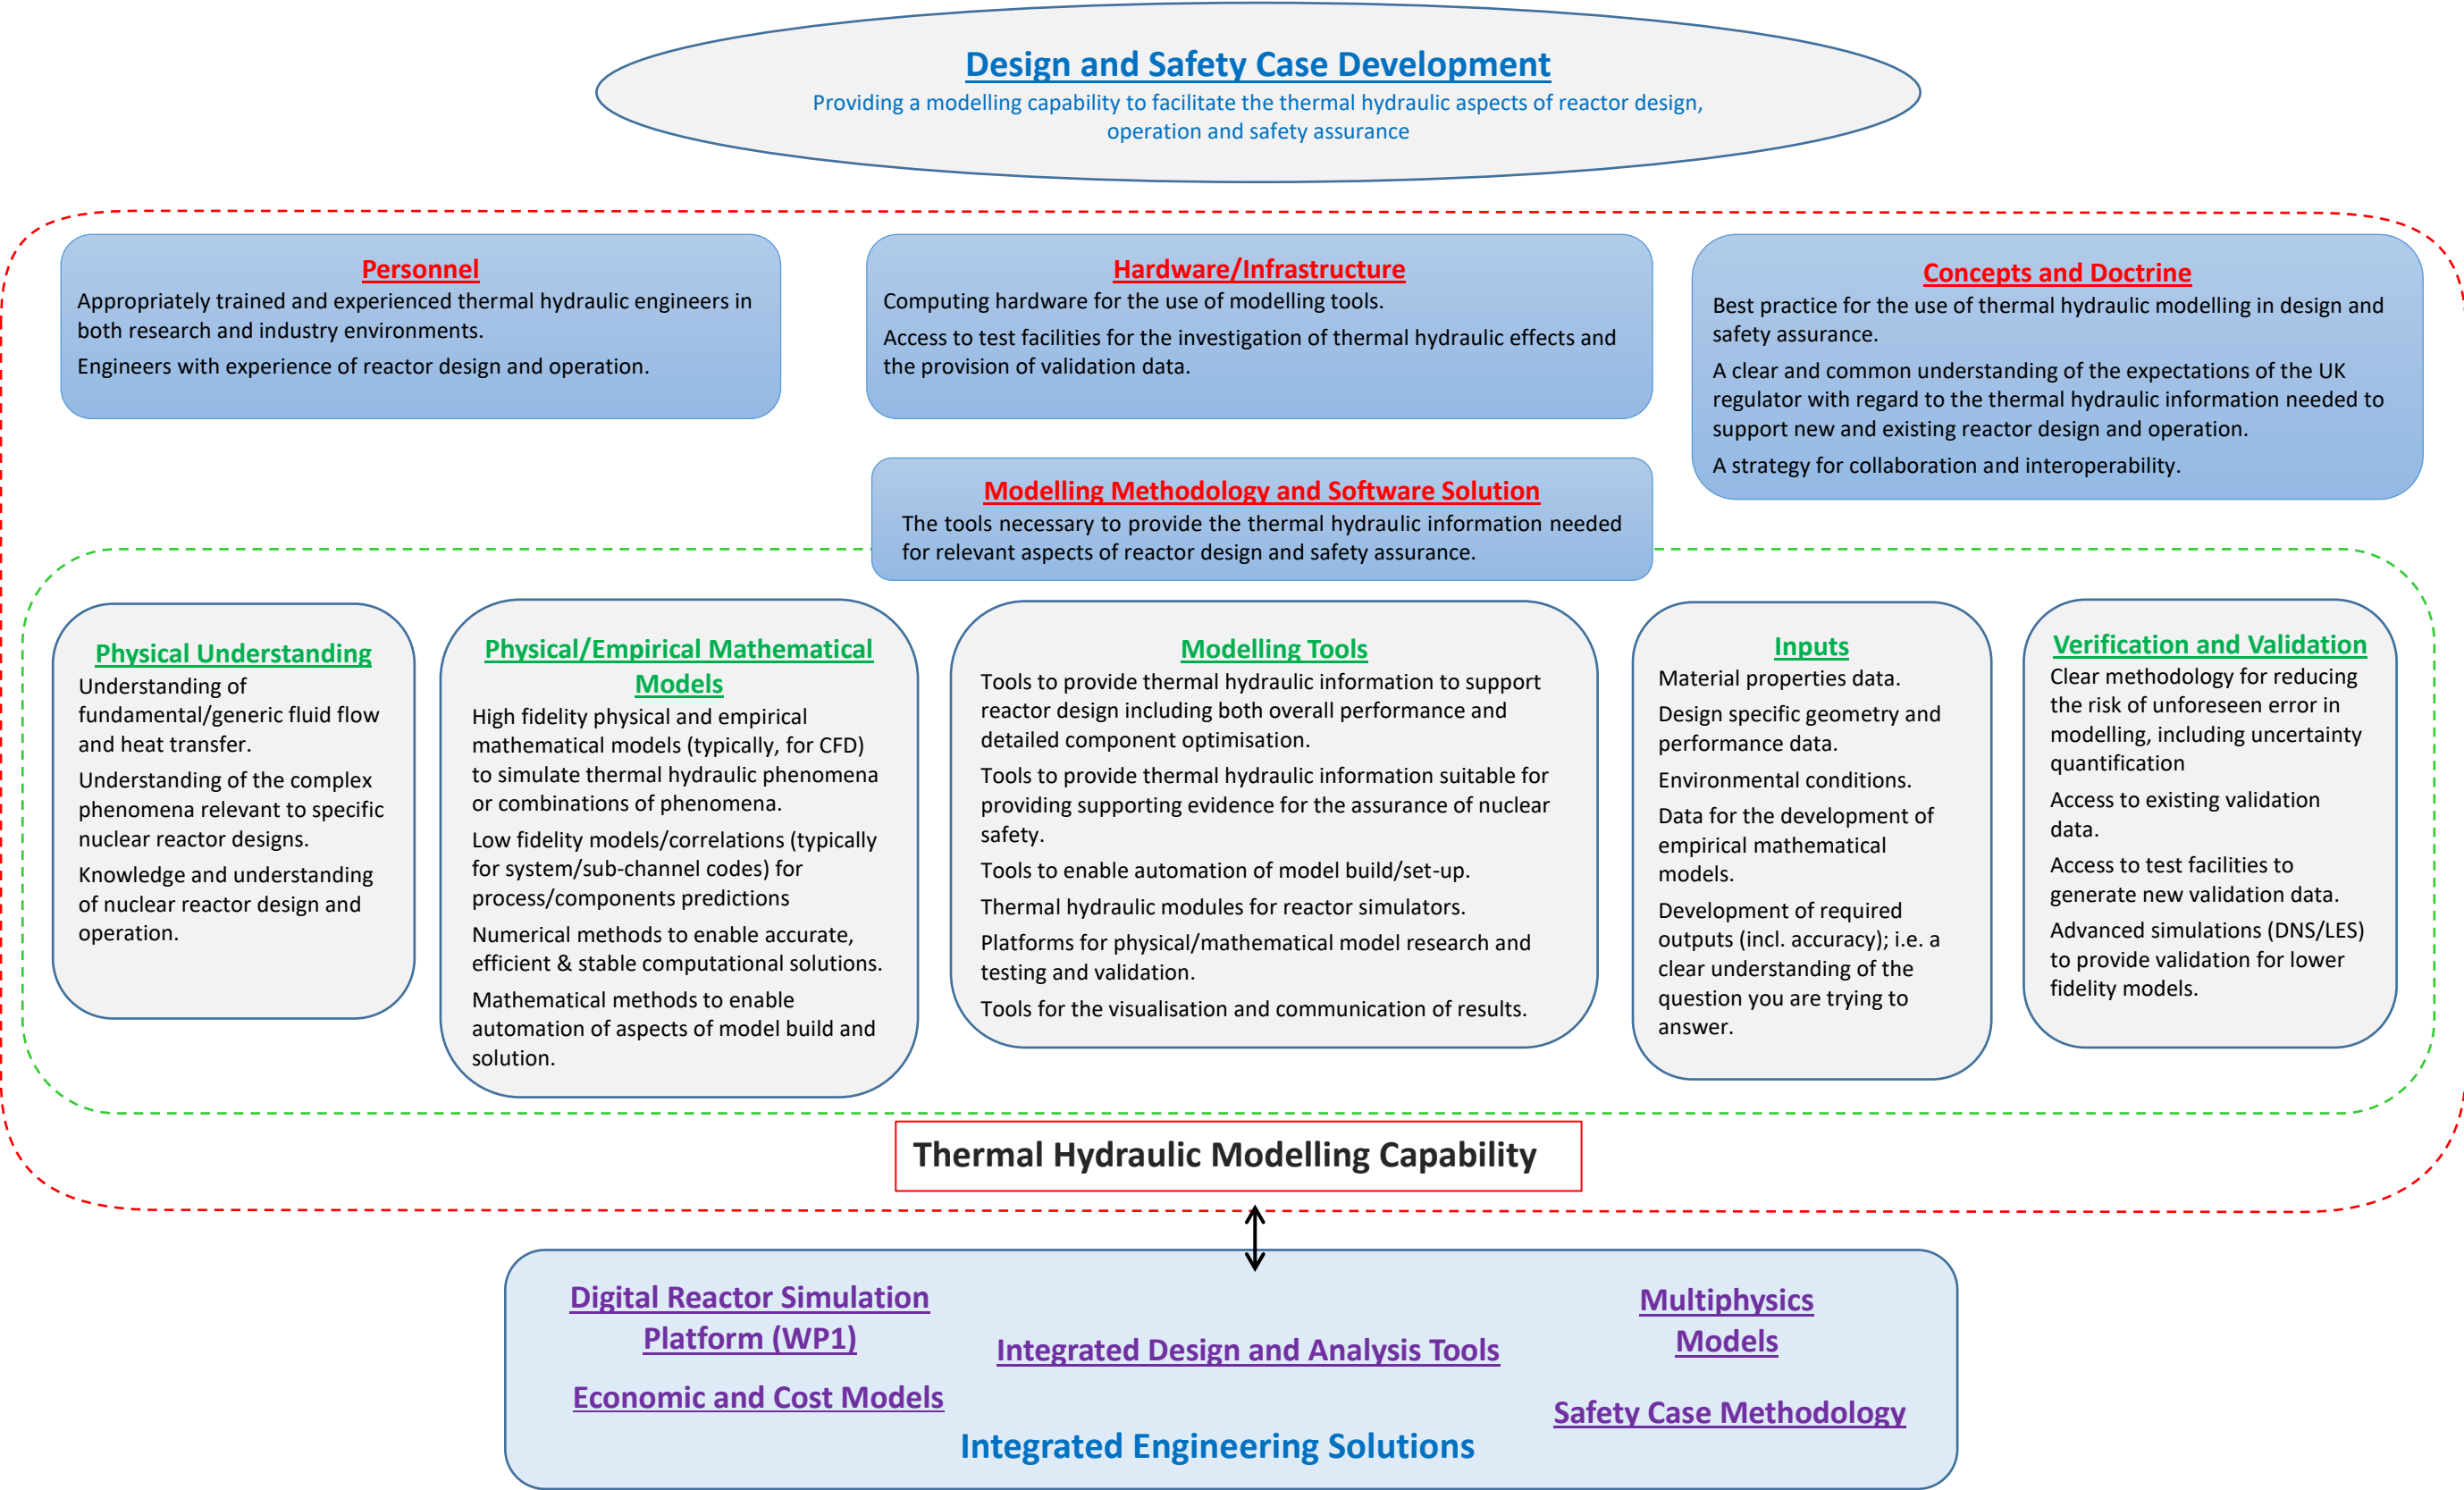 Design and Safety Case Development
Providing a modelling capability to facilitate the thermal hydraulic aspects of reactor design,
operation and safety assurance
Personnel
Appropriately trained and experienced thermal hydraulic engineers in
both research and industry environments.
Engineers with experience of reactor design and operation.
Hardware/Infrastructure
Computing hardware for the use of modelling tools.
Access to test facilities for the investigation of thermal hydraulic effects and
the provision of validation data.
Concepts and Doctrine
Best practice for the use of thermal hydraulic modelling in design and
safety assurance.
A clear and common understanding of the expectations of the UK
regulator with regard to the thermal hydraulic information needed to
support new and existing reactor design and operation.
A strategy for collaboration and interoperability.
Modelling Methodology and Software Solution
The tools necessary to provide the thermal hydraulic information needed
for relevant aspects of reactor design and safety assurance.
Physical Understanding
Understanding of
fundamental/generic fluid flow
and heat transfer.
Understanding of the complex
phenomena relevant to specific
nuclear reactor designs.
Knowledge and understanding
of nuclear reactor design and
operation.
Physical/Empirical Mathematical
Models
High fidelity physical and empirical
mathematical models (typically, for CFD)
to simulate thermal hydraulic phenomena
or combinations of phenomena.
Low fidelity models/correlations (typically
for system/sub-channel codes) for
process/components predictions
Numerical methods to enable accurate,
efficient & stable computational solutions.
Mathematical methods to enable
automation of aspects of model build and
solution.
Modelling Tools
Tools to provide thermal hydraulic information to support
reactor design including both overall performance and
detailed component optimisation.
Tools to provide thermal hydraulic information suitable for
providing supporting evidence for the assurance of nuclear
safety.
Tools to enable automation of model build/set-up.
Thermal hydraulic modules for reactor simulators.
Platforms for physical/mathematical model research and
testing and validation.
Tools for the visualisation and communication of results.
Inputs
Material properties data.
Design specific geometry and
performance data.
Environmental conditions.
Data for the development of
empirical mathematical
models.
Development of required
outputs (incl. accuracy); i.e. a
clear understanding of the
question you are trying to
answer.
Verification and Validation
Clear methodology for reducing
the risk of unforeseen error in
modelling, including uncertainty
quantification
Access to existing validation
data.
Access to test facilities to
generate new validation data.
Advanced simulations (DNS/LES)
to provide validation for lower
fidelity models.
Thermal Hydraulic Modelling Capability
Digital Reactor Simulation
Platform (WP1)
Economic and Cost Models
Integrated Design and Analysis Tools
Multiphysics
Models
Safety Case Methodology
Integrated Engineering Solutions